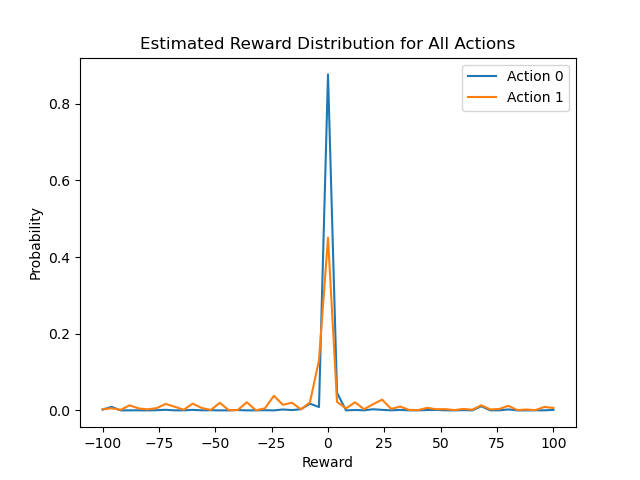 Estimated Reward Distribution for All Actions
Action 0
Action 1
0.8
0.6
0.4
0.2
0.0
Probability
−100 −75 −50 −25 0 25 50 75 100
Reward